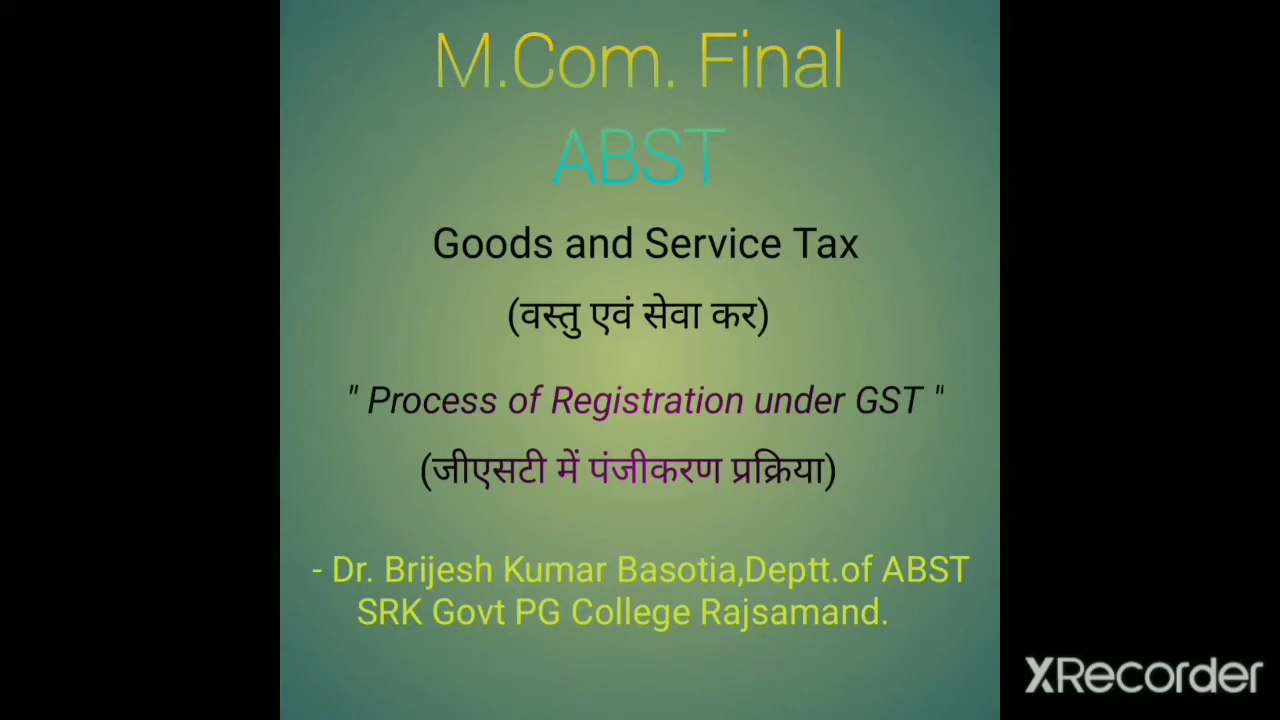 M.Com. Final
ABST
Goods and Service Tax
(वस्तु एवं सेवा कर)
" Process of Registration under GST "
(जीएसटी में पंजीकरण प्रक्रिया)
- Dr. Brijesh Kumar Basotia,Deptt.of ABST
SRK Govt PG College Rajsamand.
XRecorder